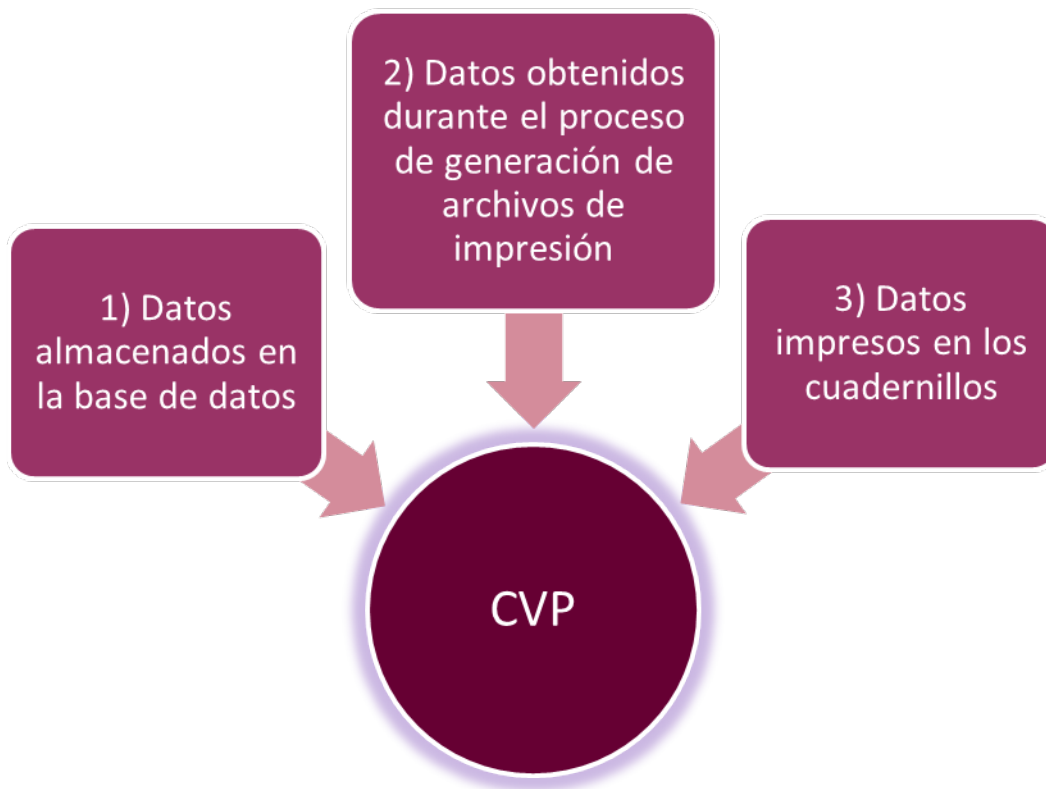 1) Datos
almacenados en
la base de datos
2) Datos obtenidos
durante el proceso
de generación de
archivos de
impresión
3) Datos
impresos en los
cuadernillos
CVP